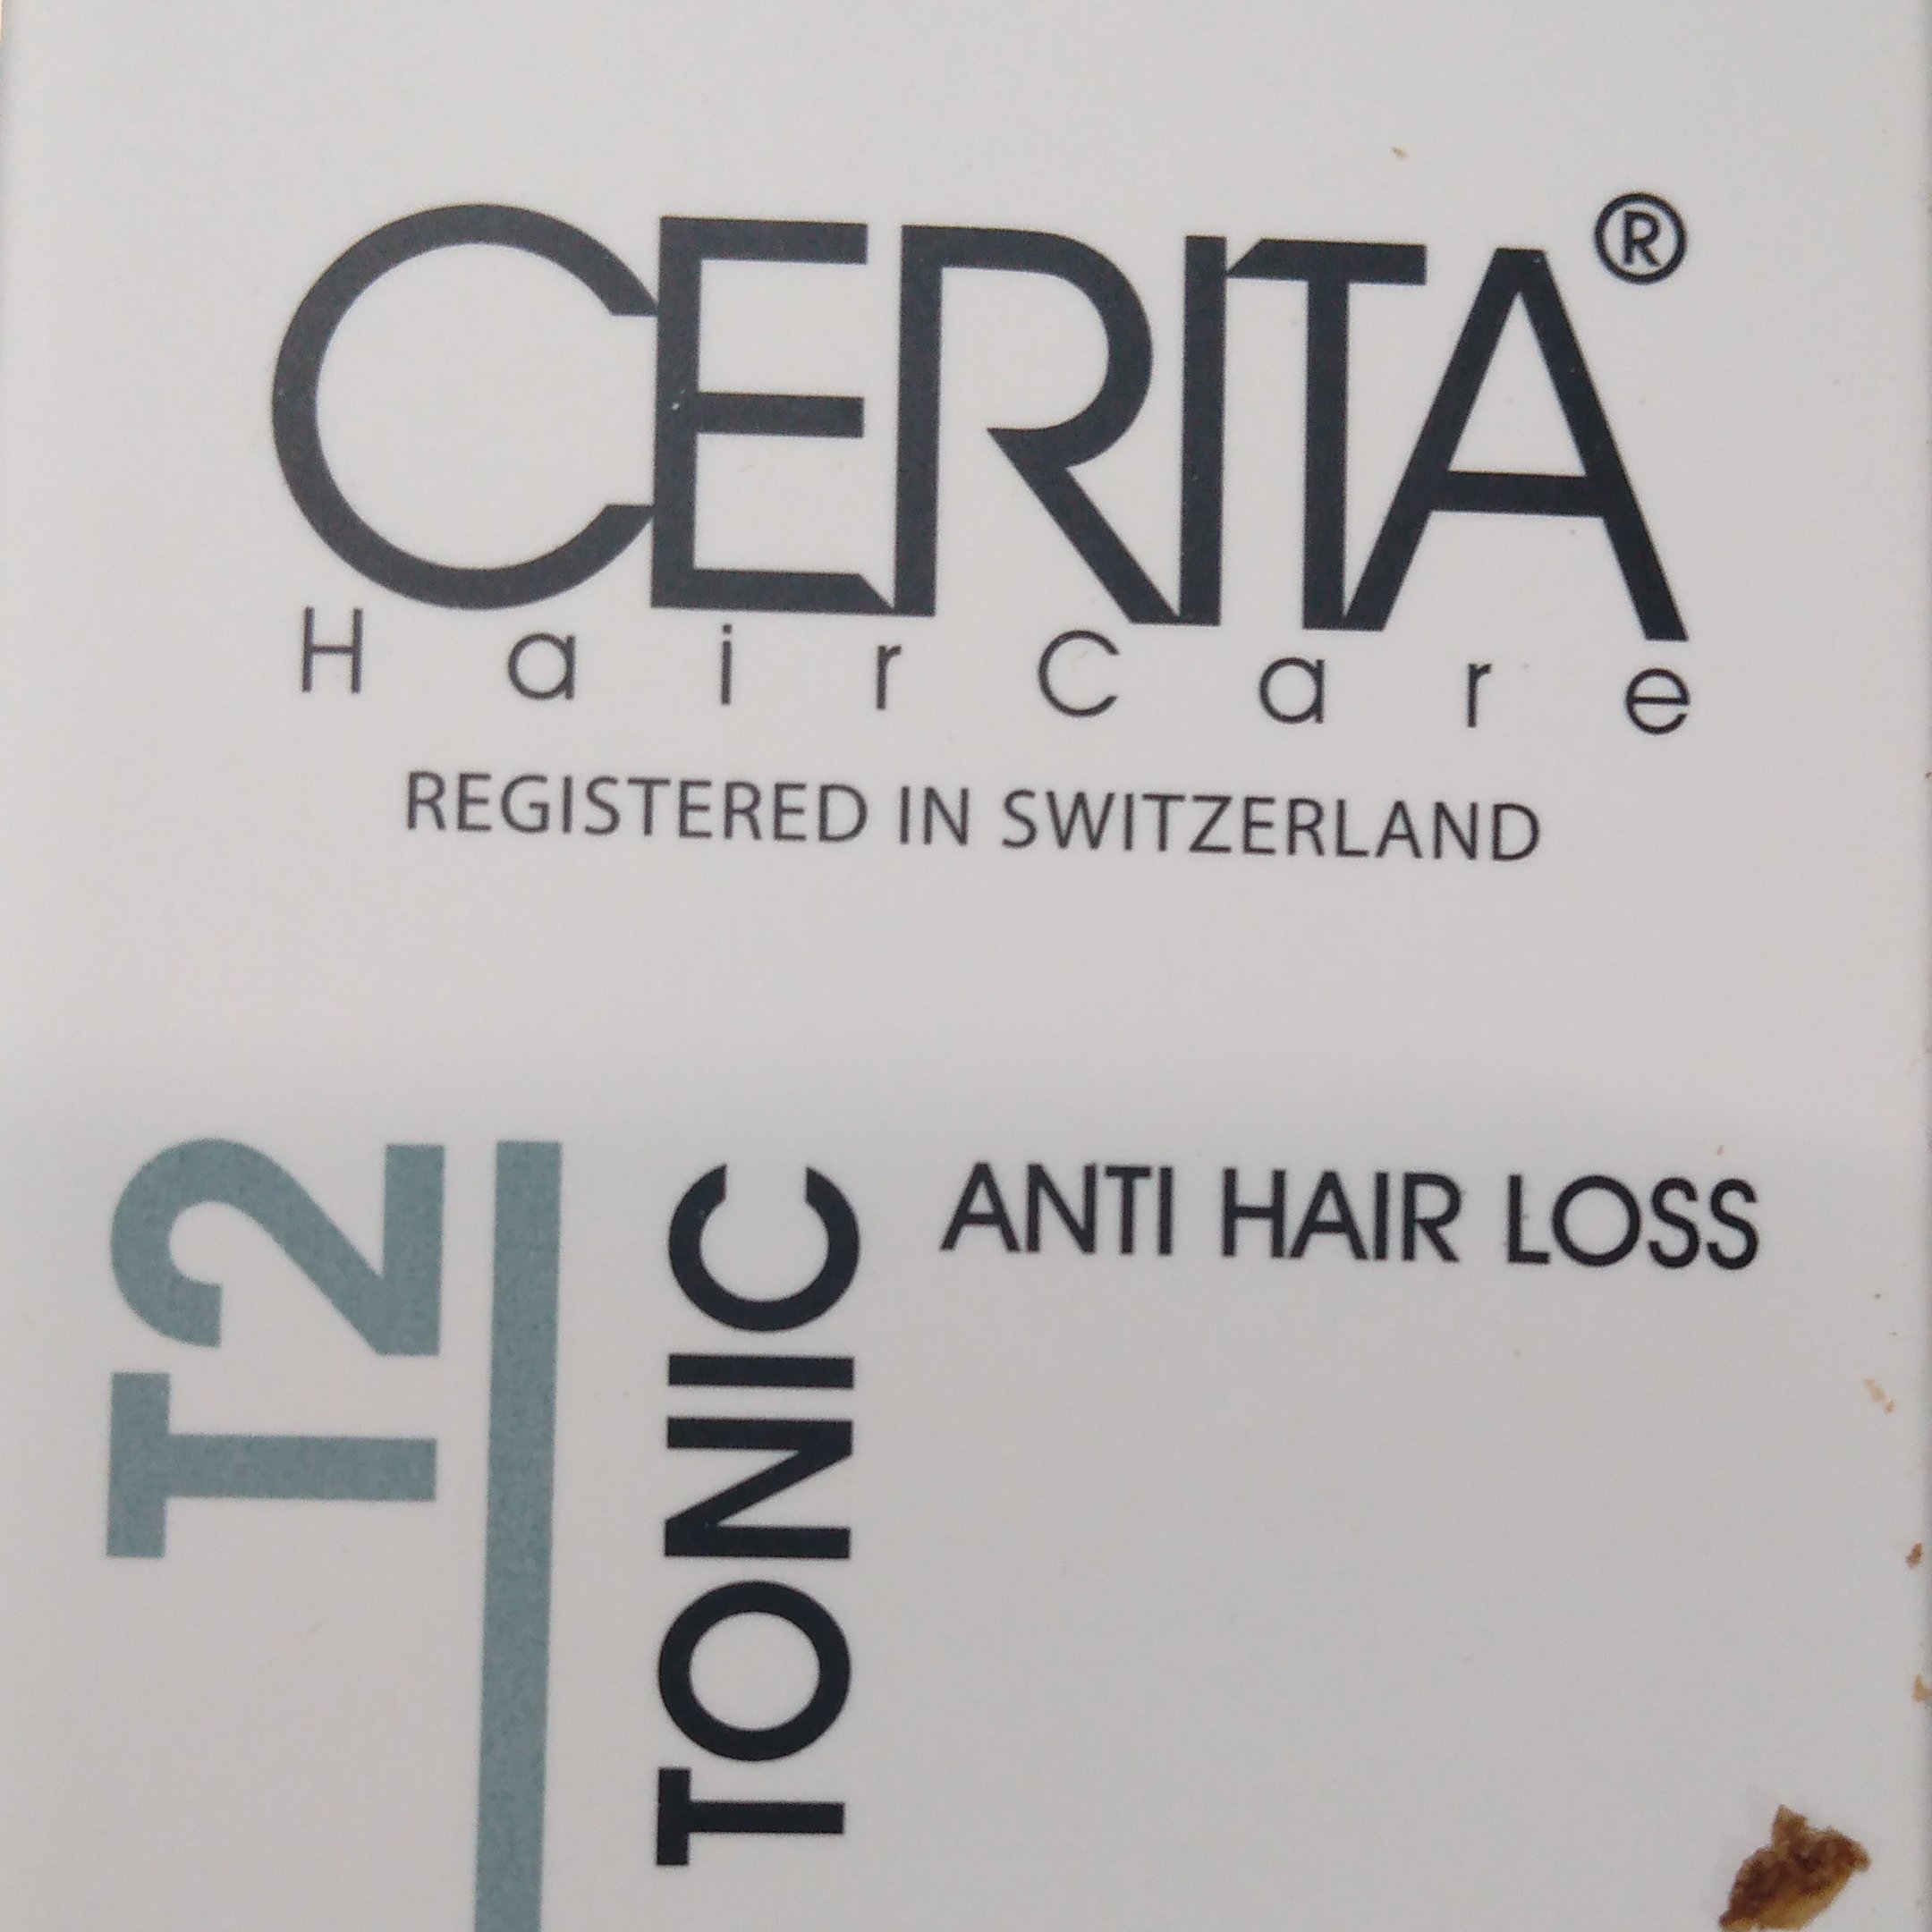 CERITA®
HairCare
REGISTERED IN SWITZERLAND
T2
TONIC
ANTI HAIR LOSS